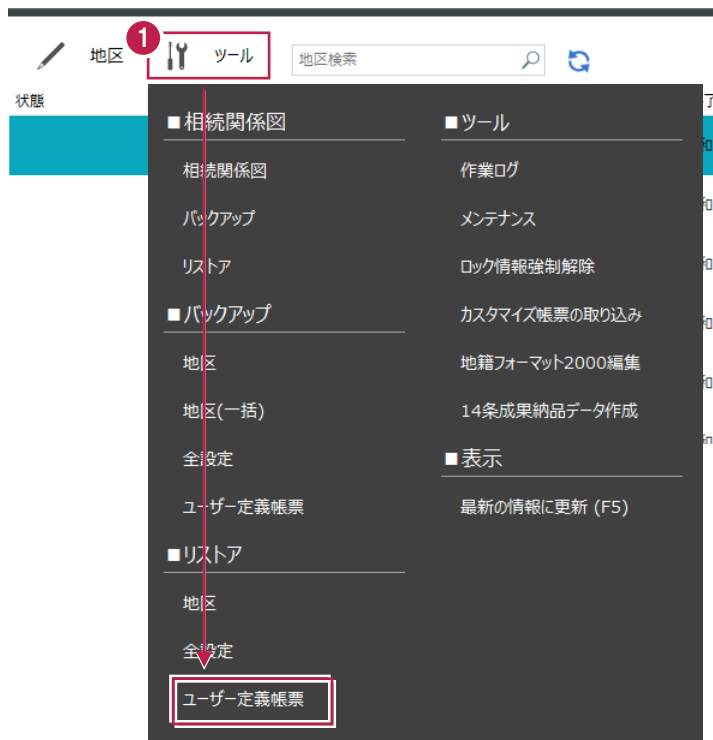 1
地区
ツール
地区検索
状態
■相続関係図
相続関係図
バックアップ
リストア
■バックアップ
地区
地区(一括)
全設定
ユーザー定義帳票
■リストア
地区
全設定
ユーザー定義帳票
■ツール
作業ログ
メンテナンス
ロック情報強制解除
カスタマイズ帳票の取り込み
地籍フォーマット2000編集
14条成果納品データ作成
■表示
最新の情報に更新 (F5)